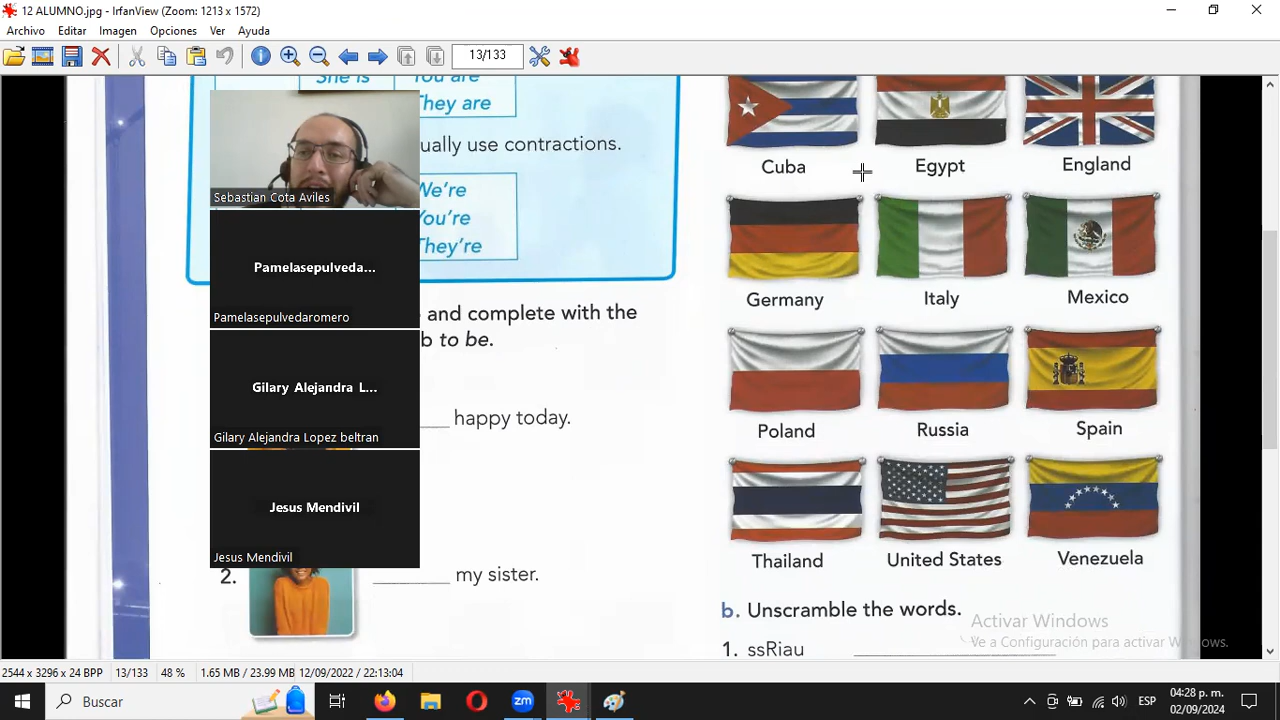 12 ALUMNO.jpg - IrfanView (Zoom: 1213 x 1572)
Archivo Editar Imagen Opciones Ver Ayuda
13/133
She is
You are
They are
ually use contractions.
We're
You're
They're
and complete with the
b to be.
happy today.
2.
my sister.
Sebastian Cota Aviles
Pamelasepulveda...
Pamelasepulvedaromero
Gilary Alejandra L...
Gilary Alejandra Lopez beltran
Jesus Mendivil
Jesus Mendivil
Cuba Egypt England
Germany Italy Mexico
Poland Russia Spain
Thailand United States Venezuela
b. Unscramble the words.
1. ssRiau
Activar Windows
Ve a Configuración para activar Windows.
2544 x 3296 x 24 BPP 13/133 48 % 1.65 MB / 23.99 MB 12/09/2022 / 22:13:04
Buscar
zm
ESP
04:28 p. m.
02/09/2024